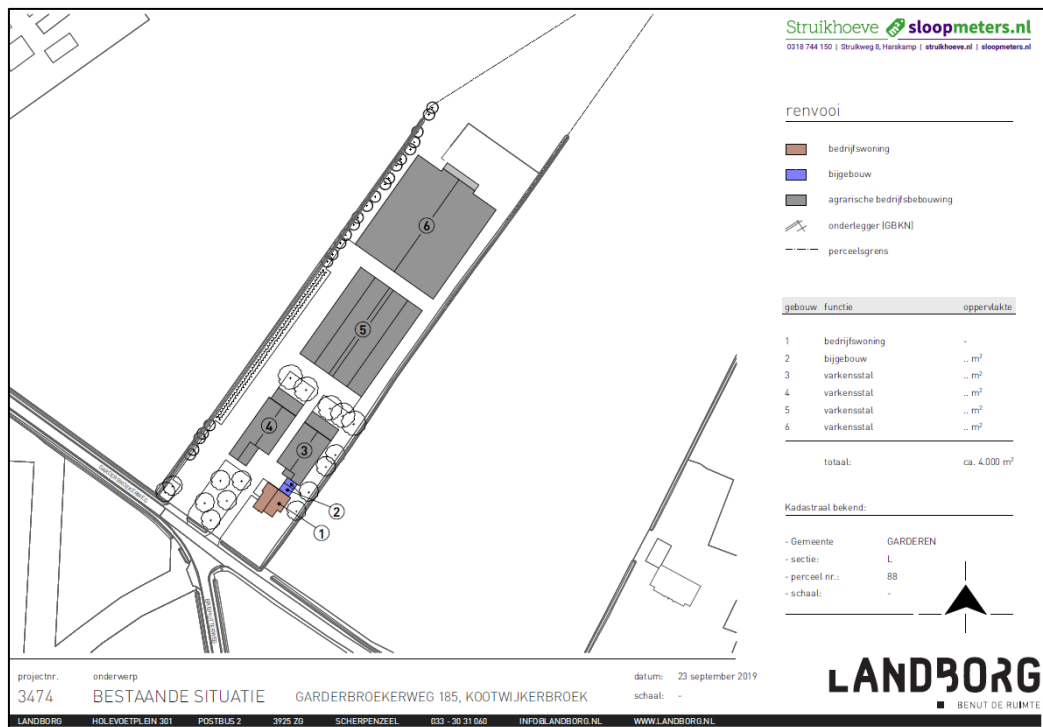 Struikhoeve sloopmeters.nl
0318 744 150 | Struikweg 8, Harskamp | struikhoeve.nl | sloopmeters.nl
renvooi
bedrijfswoning
bijgebouw
agrarische bedrijfsbebouwing
onderlegger (GBKN)
perceelsgrens
gebouw functie oppervlakte
1 bedrijfswoning -
2 bijgebouw .. m²
3 varkensstal .. m²
4 varkensstal .. m²
5 varkensstal .. m²
6 varkensstal .. m²
totaal: ca. 4.000 m²
Kadastraal bekend:
- Gemeente GARDEREN
- sectie: L
- perceel nr.: 88
- schaal: -
6
5
4
3
2
1
GARDERBROEKERWEG
projectnr. onderwerp datum: 23 september 2019
3474 BESTAANDE SITUATIE GARDERBROEKERWEG 185, KOOTWIJKERBROEK schaal: -
LANDBORG
BENUT DE RUIMTE
LANDBORG HOLEVOETPLEIN 301 POSTBUS 2 3925 ZG SCHERPENZEEL 033 - 30 31 060 INFO@LANDBORG.NL WWW.LANDBORG.NL